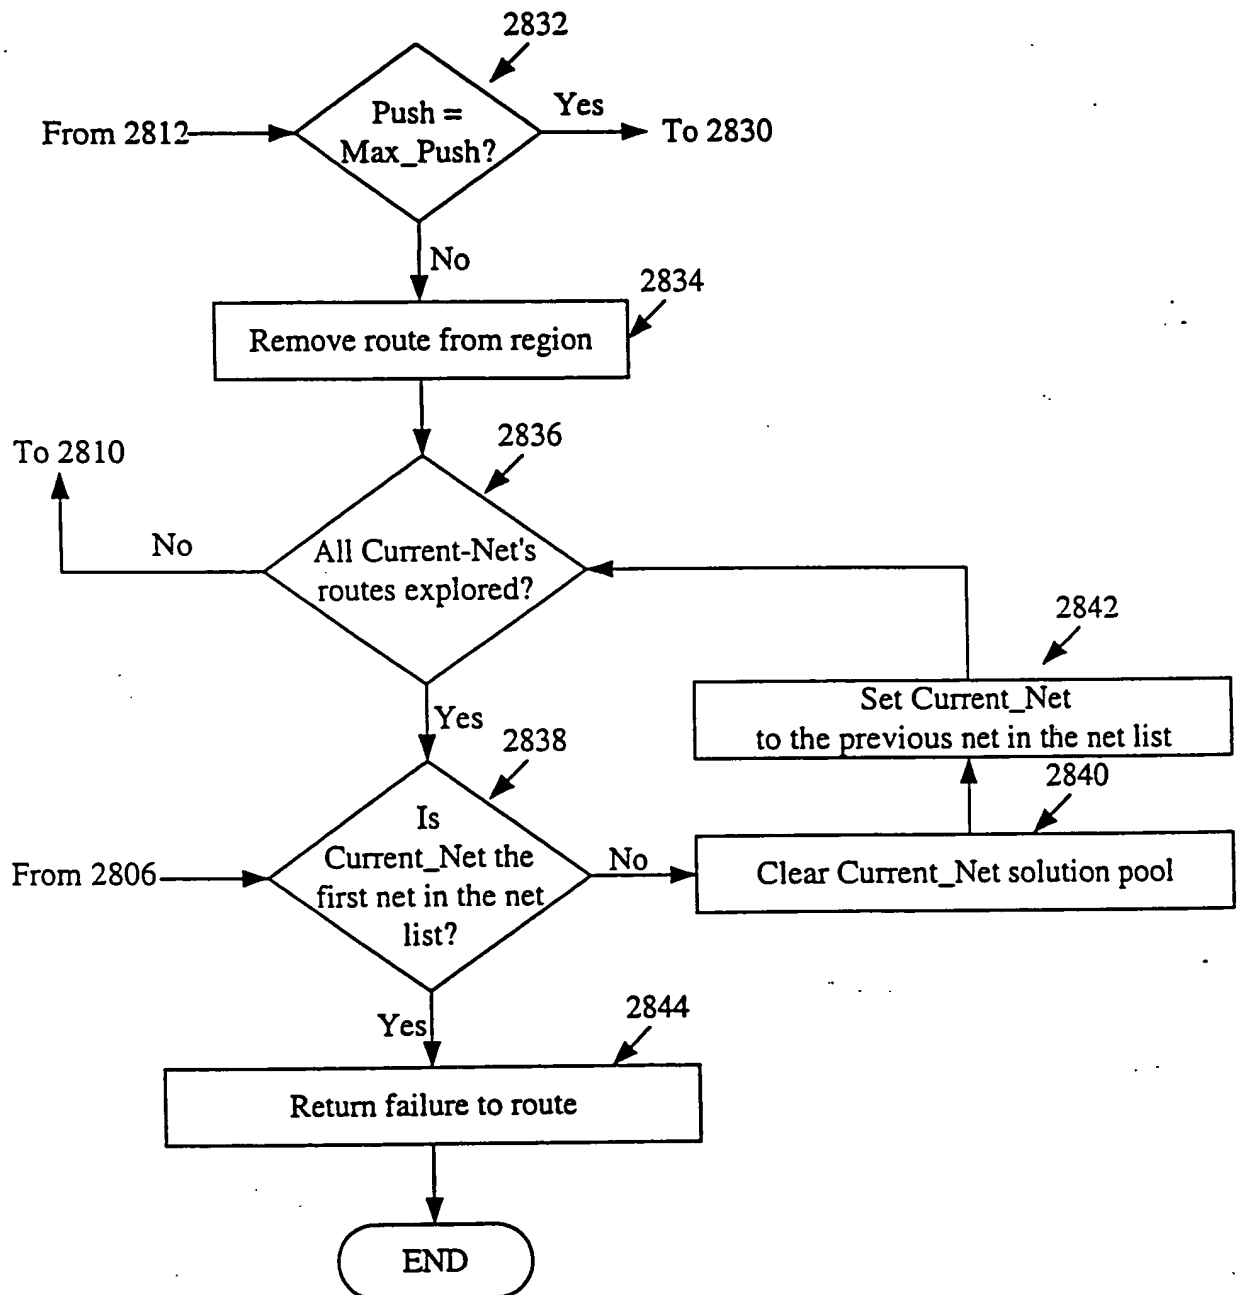 2832
Push =
Max_Push?
Yes
From 2812
To 2830
No
2834
Remove route from region
2836
To 2810
No
All Current-Net's
routes explored?
2842
Set Current_Net
to the previous net in the net list
Yes
2838
2840
Is
Current_Net the
first net in the net
list?
From 2806
No
Clear Current_Net solution pool
2844
Yes
Return failure to route
END